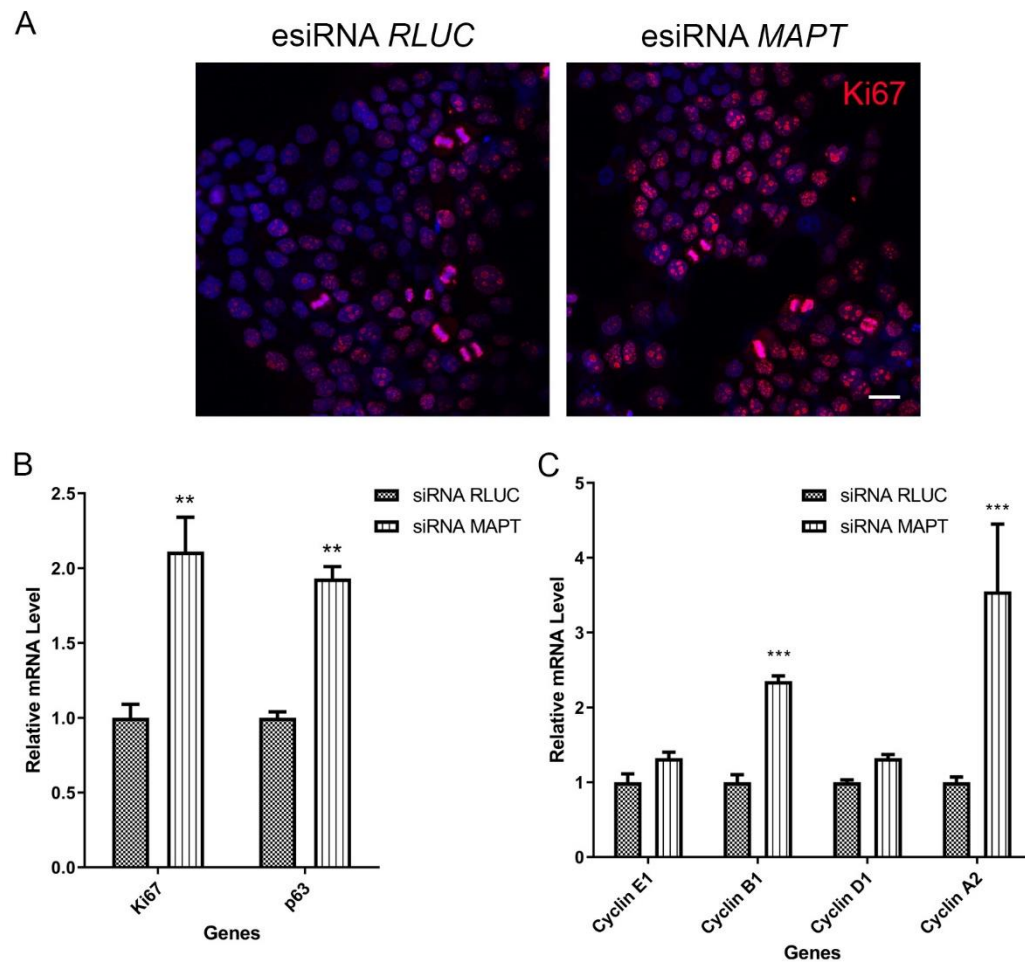 A
esiRNA RLUC
esiRNA MAPT
Ki67
B
Relative mRNA Level
2.5
2.0
1.5
1.0
0.5
0.0
**
**
siRNA RLUC
siRNA MAPT
Ki67
p63
Genes
C
Relative mRNA Level
5
4
3
2
1
0
***
***
siRNA RLUC
siRNA MAPT
Cyclin E1
Cyclin B1
Cyclin D1
Cyclin A2
Genes